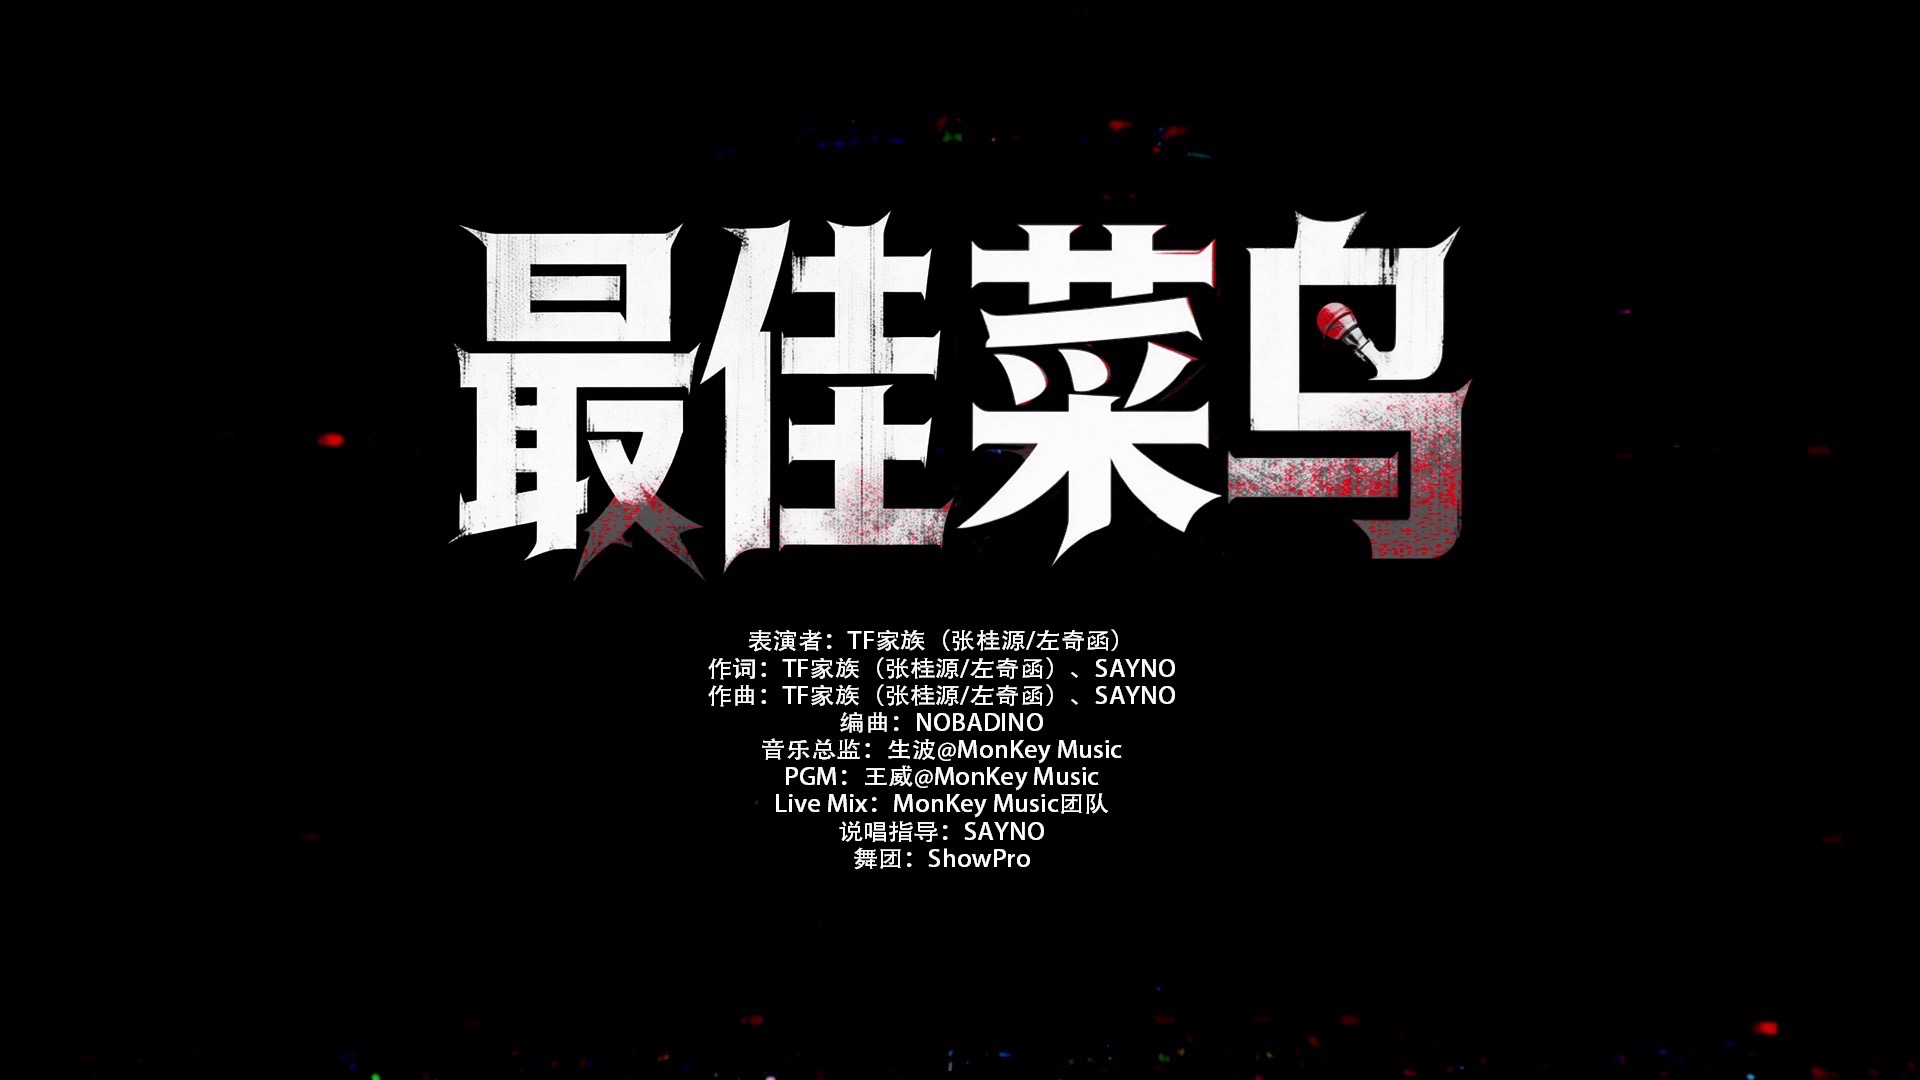 最佳菜鸟
表演者：TF家族（张桂源/左奇函）
作词：TF家族（张桂源/左奇函）、SAYNO
作曲：TF家族（张桂源/左奇函）、SAYNO
编曲：NOBADINO
音乐总监：生波@MonKey Music
PGM：王威@MonKey Music
Live Mix：MonKey Music团队
说唱指导：SAYNO
舞团：ShowPro